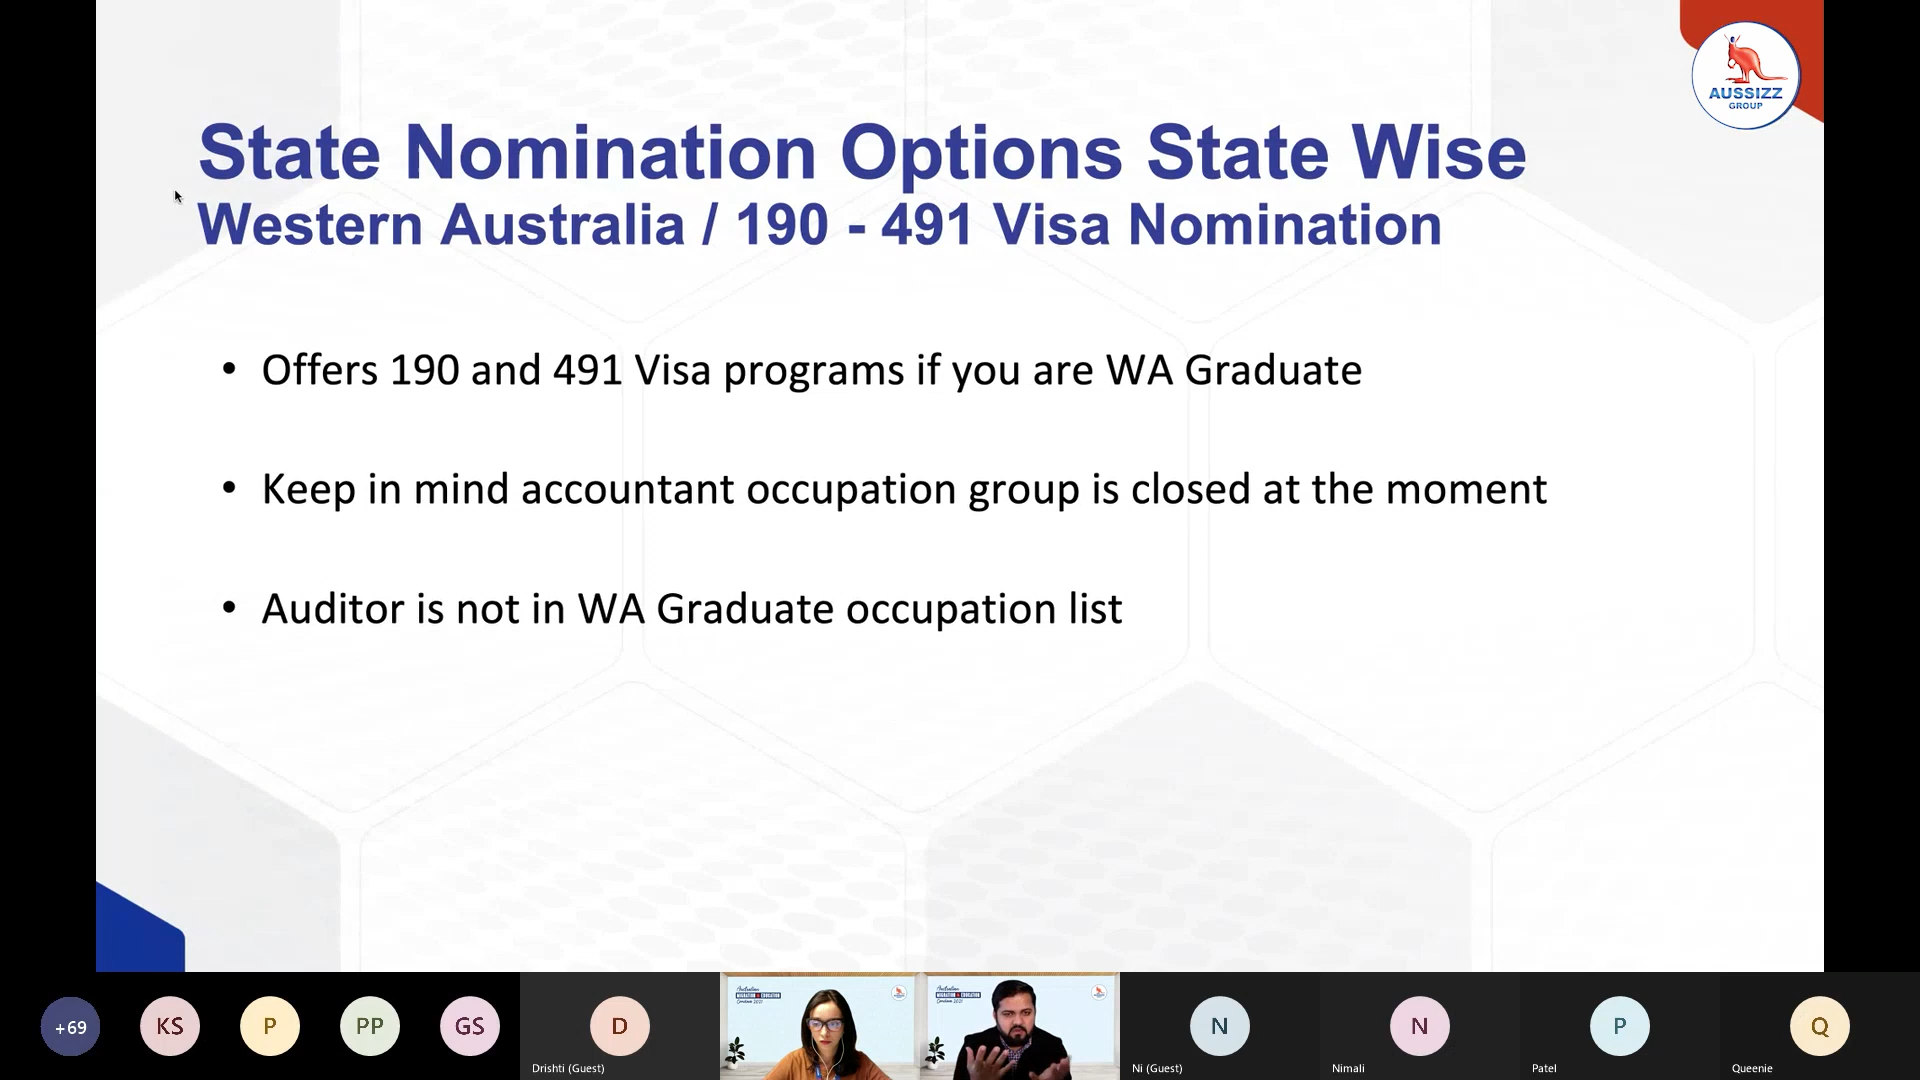 AUSSIZZ
GROUP
State Nomination Options State Wise
Western Australia / 190 - 491 Visa Nomination
• Offers 190 and 491 Visa programs if you are WA Graduate
• Keep in mind accountant occupation group is closed at the moment
• Auditor is not in WA Graduate occupation list
+69
KS
P
PP
GS
D
Drishti (Guest)
N
Ni (Guest)
N
Nimali
P
Patel
Q
Queenie